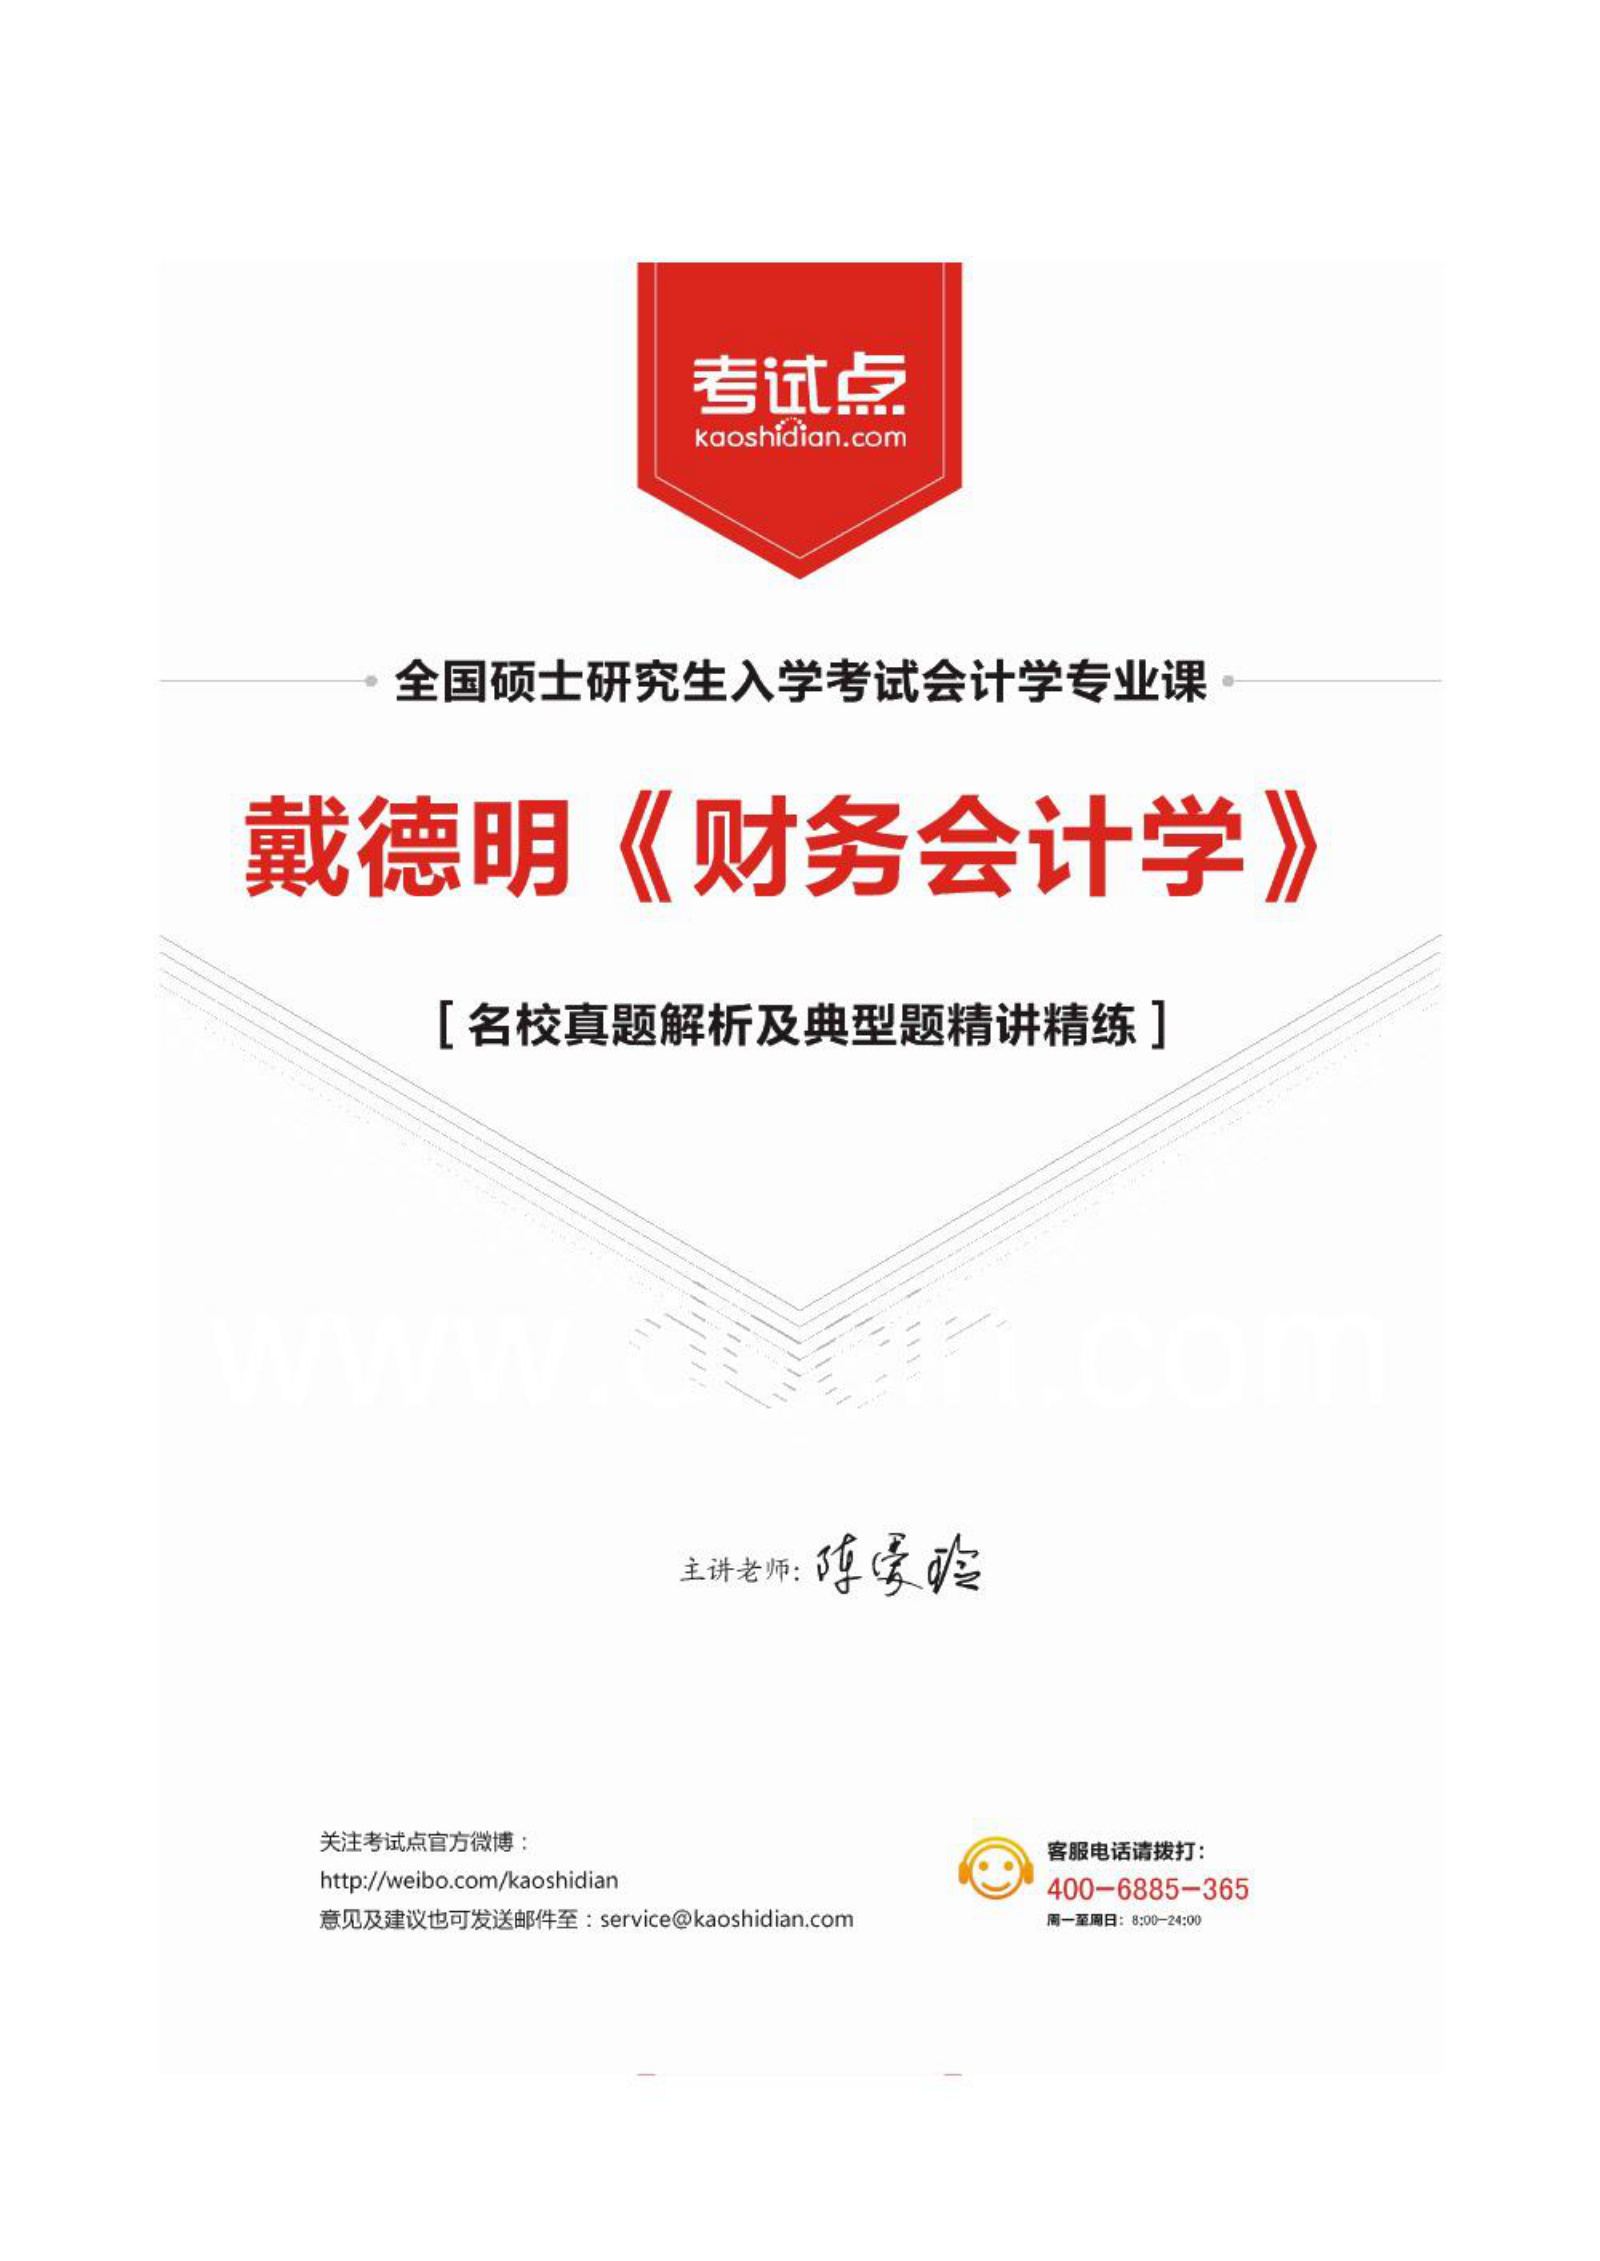 考试点
kaoshidian.com
全国硕士研究生入学考试会计学专业课
戴德明《财务会计学》
[ 名校真题解析及典型题精讲精练 ]
主讲老师: 陈爱玲
关注考试点官方微博：
http://weibo.com/kaoshidian
意见及建议也可发送邮件至：service@kaoshidian.com
客服电话请拨打：
400-6885-365
周一至周日：8:00-24:00